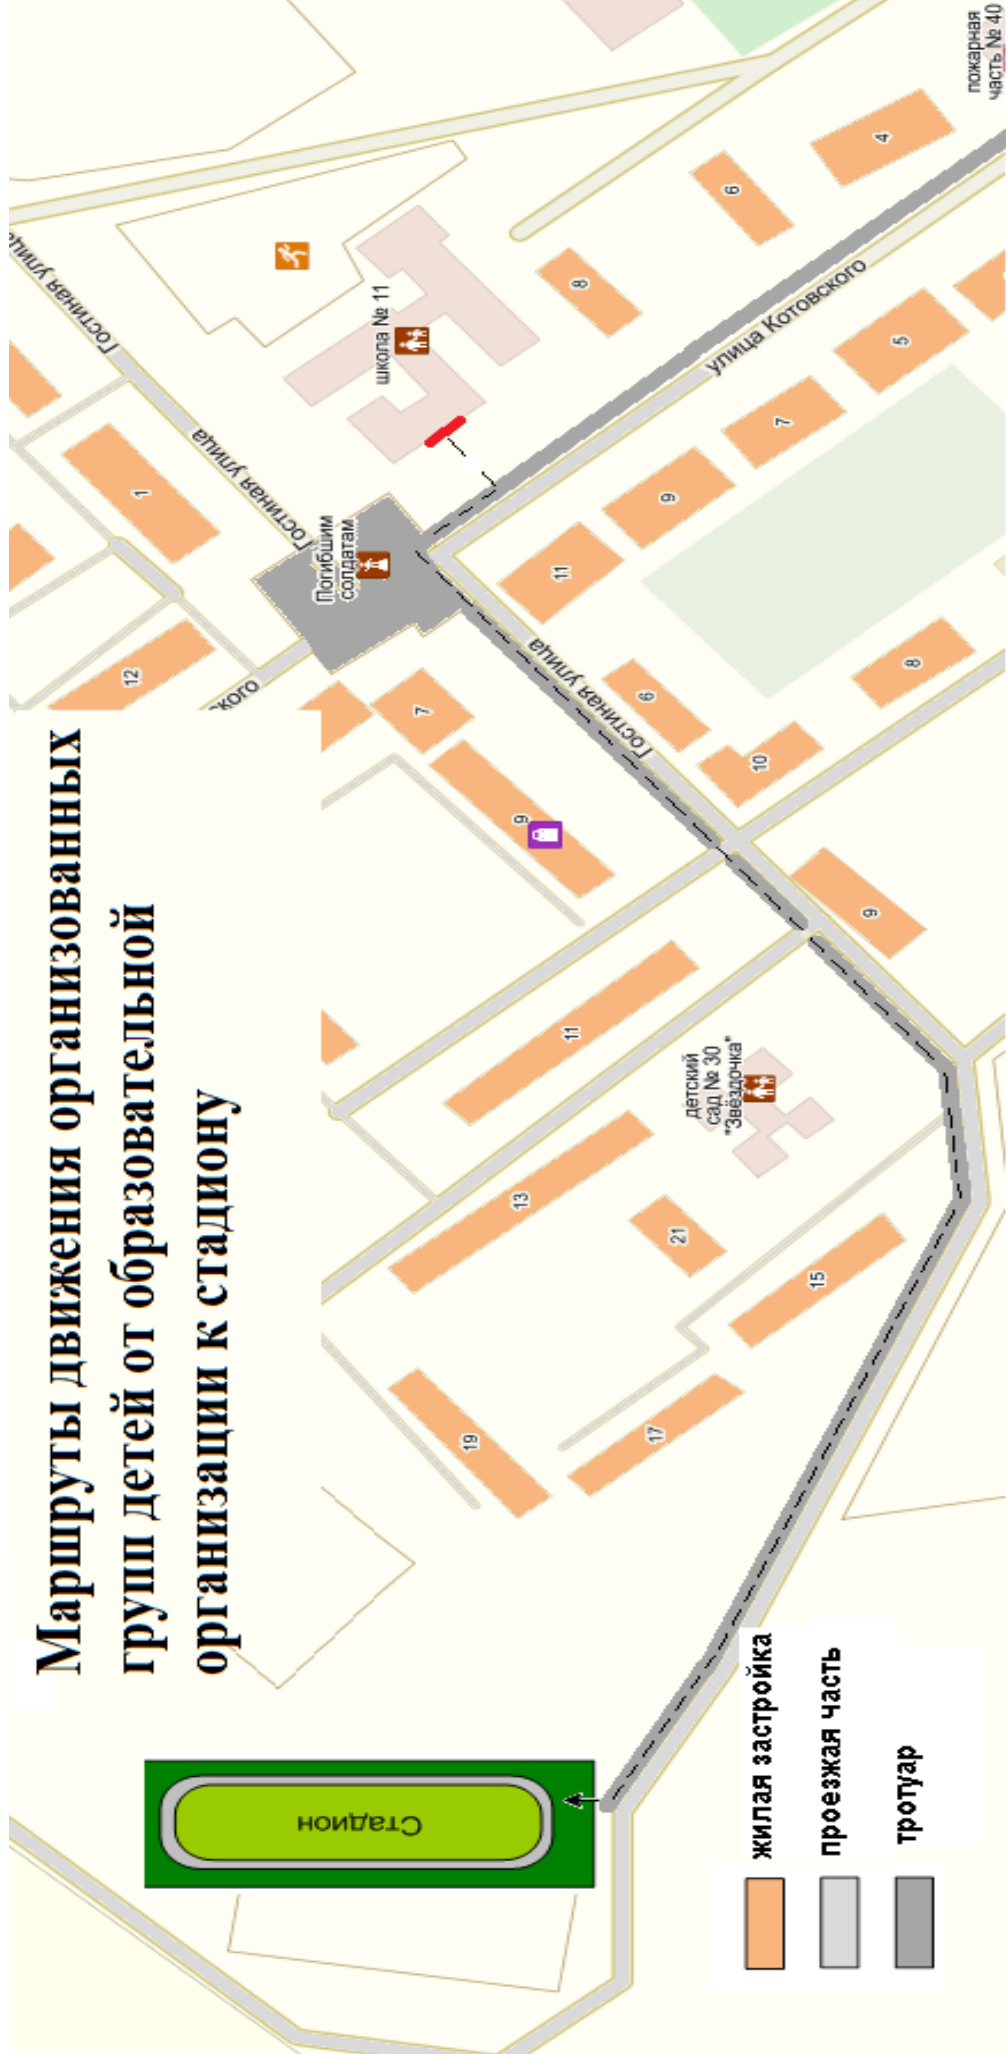 Маршруты движения организованных
групп детей от образовательной
организации к стадиону
Стадион
19
17
13
21
15
11
детский
сад № 30
"Звёздочка"
9
9
7
12
10
8
6
ского
Гостиная улица
Погибшим
солдатам
1
11
9
7
5
Гостиная улица
Гостиная улица
школа № 11
улица Котовского
8
6
4
пожарная
часть № 40
жилая застройка
проезжая часть
тротуар